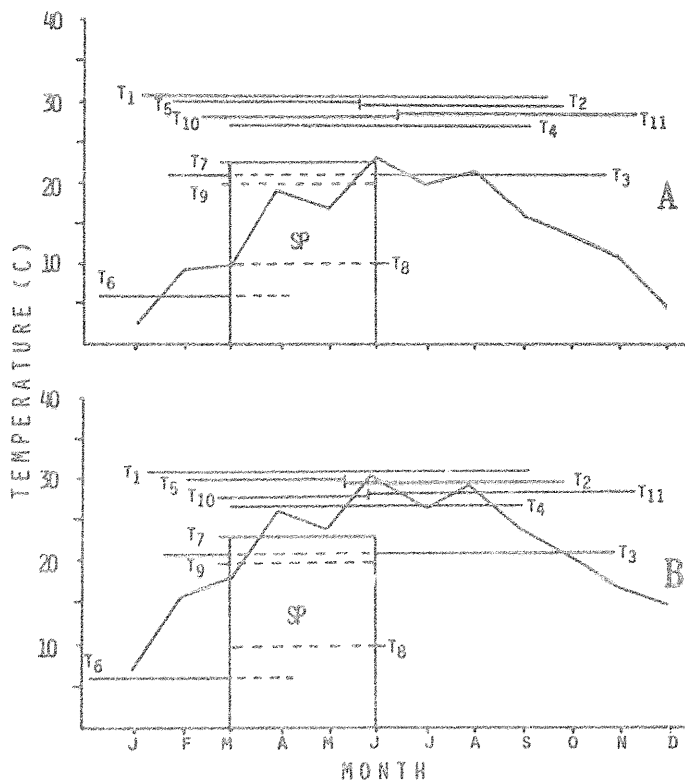 TEMPERATURE (C)
40
30
20
10
T1
T5
T2
T10
T11
T4
T7
T3
T9
A
SP
T8
T6
40
30
20
10
T1
T5
T2
T10
T11
T4
T7
T3
T9
B
SP
T8
T6
J F M A M J J A S O N D
MONTH